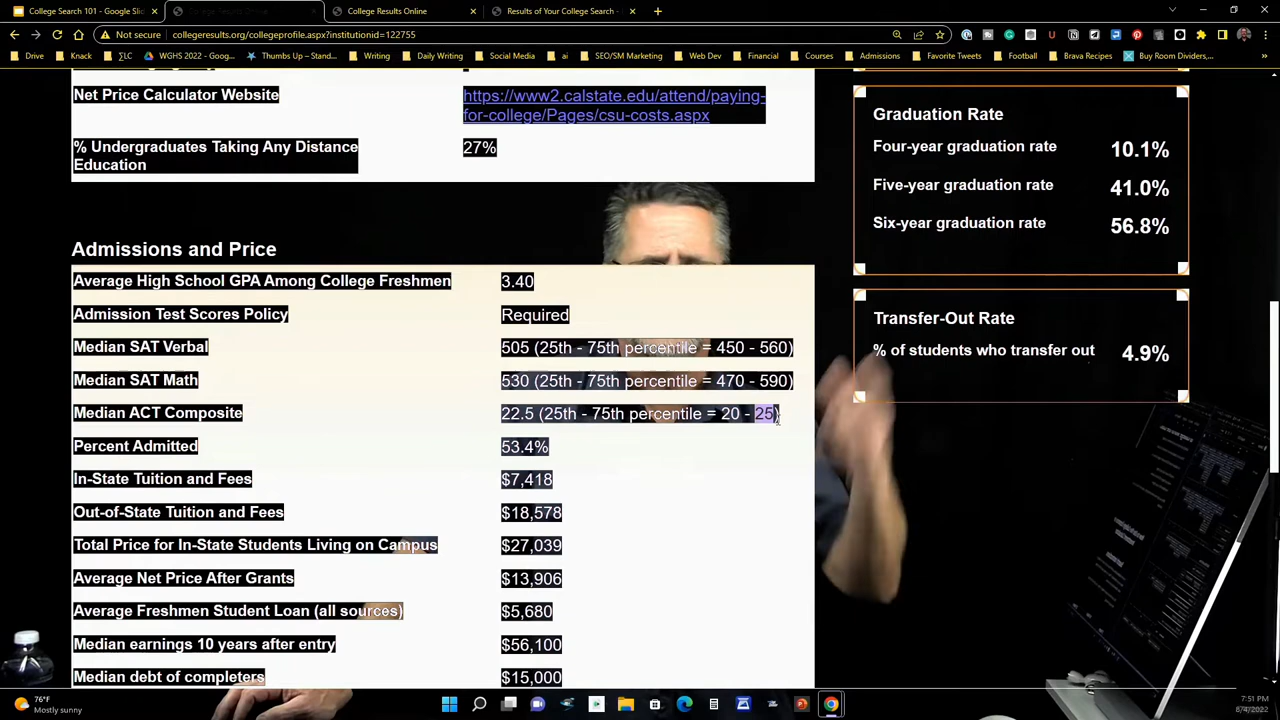 College Search 101 - Google Slid
College Results Online
Results of Your College Search -
Not secure
collegeresults.org/collegeprofile.aspx?institutionid=122755
Drive
Knack
∑LC
WGHS 2022 - Goog...
Thumbs Up – Stand...
Writing
Daily Writing
Social Media
ai
SEO/SM Marketing
Web Dev
Financial
Courses
Admissions
Favorite Tweets
Football
Brava Recipes
Buy Room Dividers,...
Net Price Calculator Website
https://www2.calstate.edu/attend/paying-
for-college/Pages/csu-costs.aspx
% Undergraduates Taking Any Distance
Education
27%
Admissions and Price
Average High School GPA Among College Freshmen
3.40
Admission Test Scores Policy
Required
Median SAT Verbal
505 (25th - 75th percentile = 450 - 560)
Median SAT Math
530 (25th - 75th percentile = 470 - 590)
Median ACT Composite
22.5 (25th - 75th percentile = 20 - 25)
Percent Admitted
53.4%
In-State Tuition and Fees
$7,418
Out-of-State Tuition and Fees
$18,578
Total Price for In-State Students Living on Campus
$27,039
Average Net Price After Grants
$13,906
Average Freshmen Student Loan (all sources)
$5,680
Median earnings 10 years after entry
$56,100
Median debt of completers
$15,000
Graduation Rate
Four-year graduation rate
10.1%
Five-year graduation rate
41.0%
Six-year graduation rate
56.8%
Transfer-Out Rate
% of students who transfer out
4.9%
76°F
Mostly sunny
7:51 PM
8/4/2022